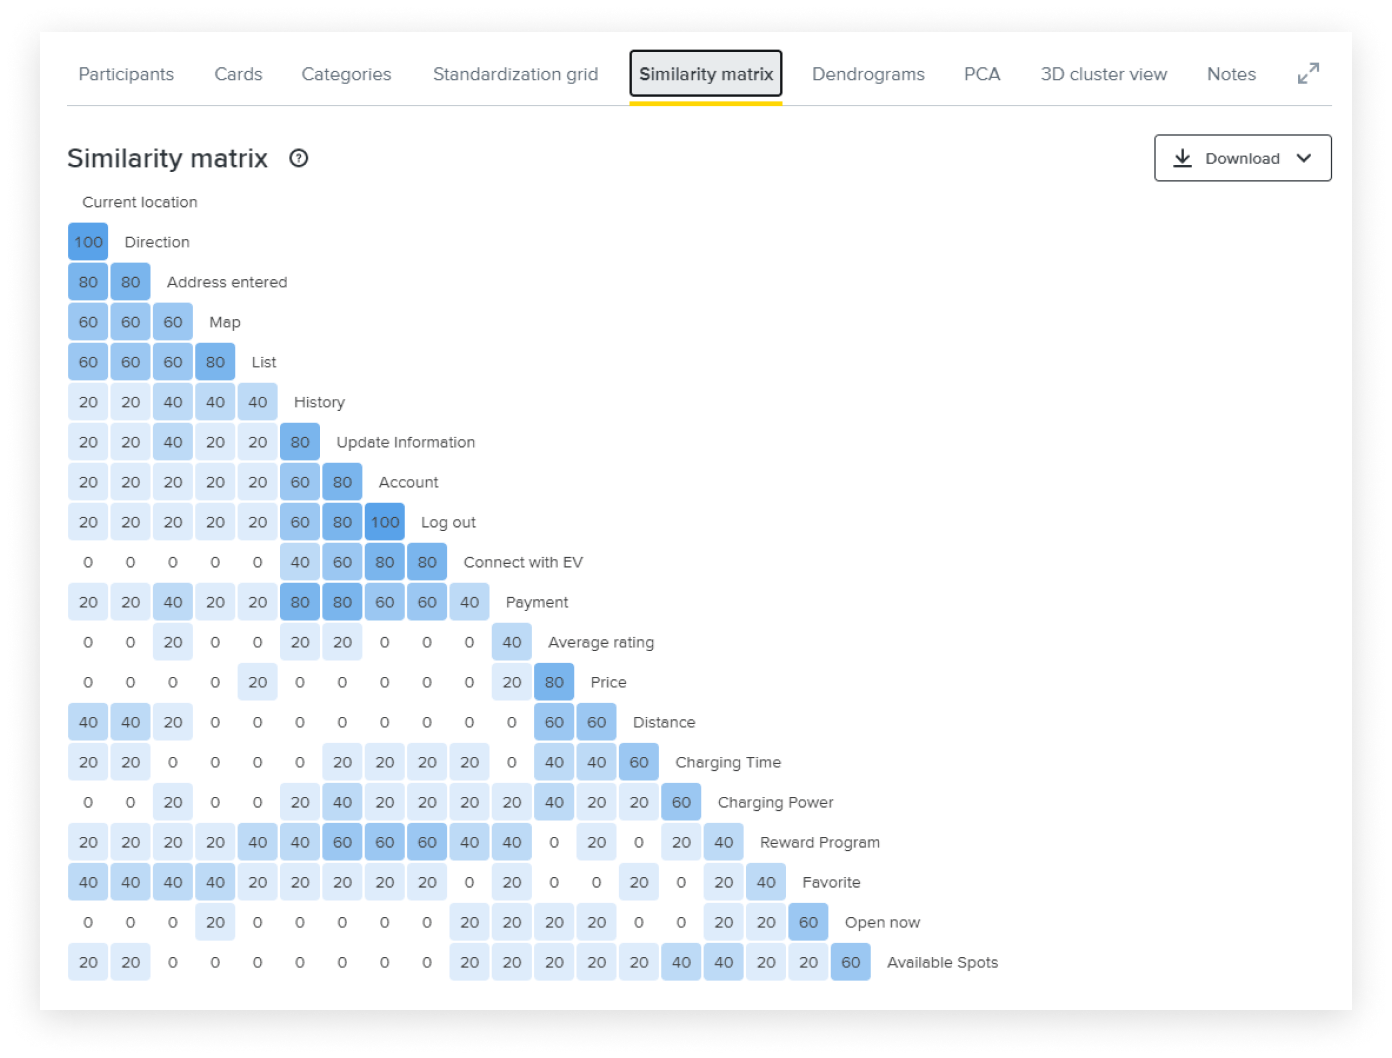 Participants Cards Categories Standardization grid Similarity matrix Dendrograms PCA 3D cluster view Notes
Similarity matrix ? Download
Current location
100 Direction
80 80 Address entered
60 60 60 Map
60 60 60 80 List
20 20 40 40 40 History
20 20 40 20 20 80 Update Information
20 20 20 20 20 60 80 Account
20 20 20 20 20 60 80 100 Log out
0 0 0 0 0 40 60 80 80 Connect with EV
20 20 40 20 20 80 80 60 60 40 Payment
0 0 20 0 0 20 20 0 0 0 40 Average rating
0 0 0 0 20 0 0 0 0 0 20 80 Price
40 40 20 0 0 0 0 0 0 0 0 60 60 Distance
20 20 0 0 0 0 20 20 20 20 0 40 40 60 Charging Time
0 0 20 0 0 20 40 20 20 20 20 40 20 20 60 Charging Power
20 20 20 20 40 40 60 60 60 40 40 0 20 0 20 40 Reward Program
40 40 40 40 20 20 20 20 20 0 20 0 0 20 0 20 40 Favorite
0 0 0 20 0 0 0 0 0 20 20 20 20 0 0 20 20 60 Open now
20 20 0 0 0 0 0 0 0 20 20 20 20 20 40 40 20 20 60 Available Spots